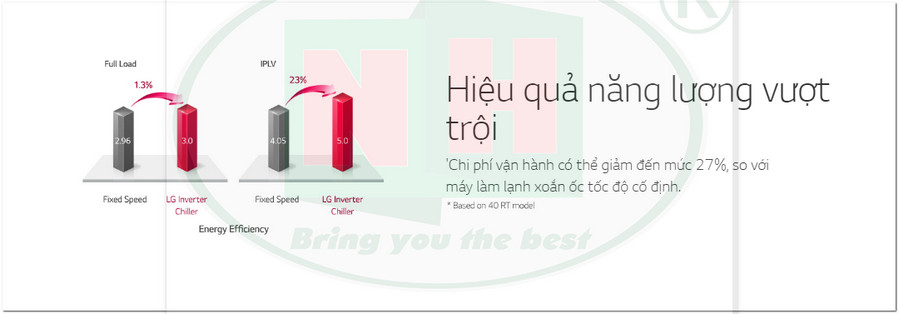 Full Load
IPLV
1.3%
23%
2.96
3.0
4.05
5.0
Fixed Speed
LG Inverter
Chiller
Fixed Speed
LG Inverter
Chiller
Energy Efficiency
Hiệu quả năng lượng vượt
trội
'Chi phí vận hành có thể giảm đến mức 27%, so với
máy làm lạnh xoắn ốc tốc độ cố định.
* Based on 40 RT model
NH
R
Bring you the best